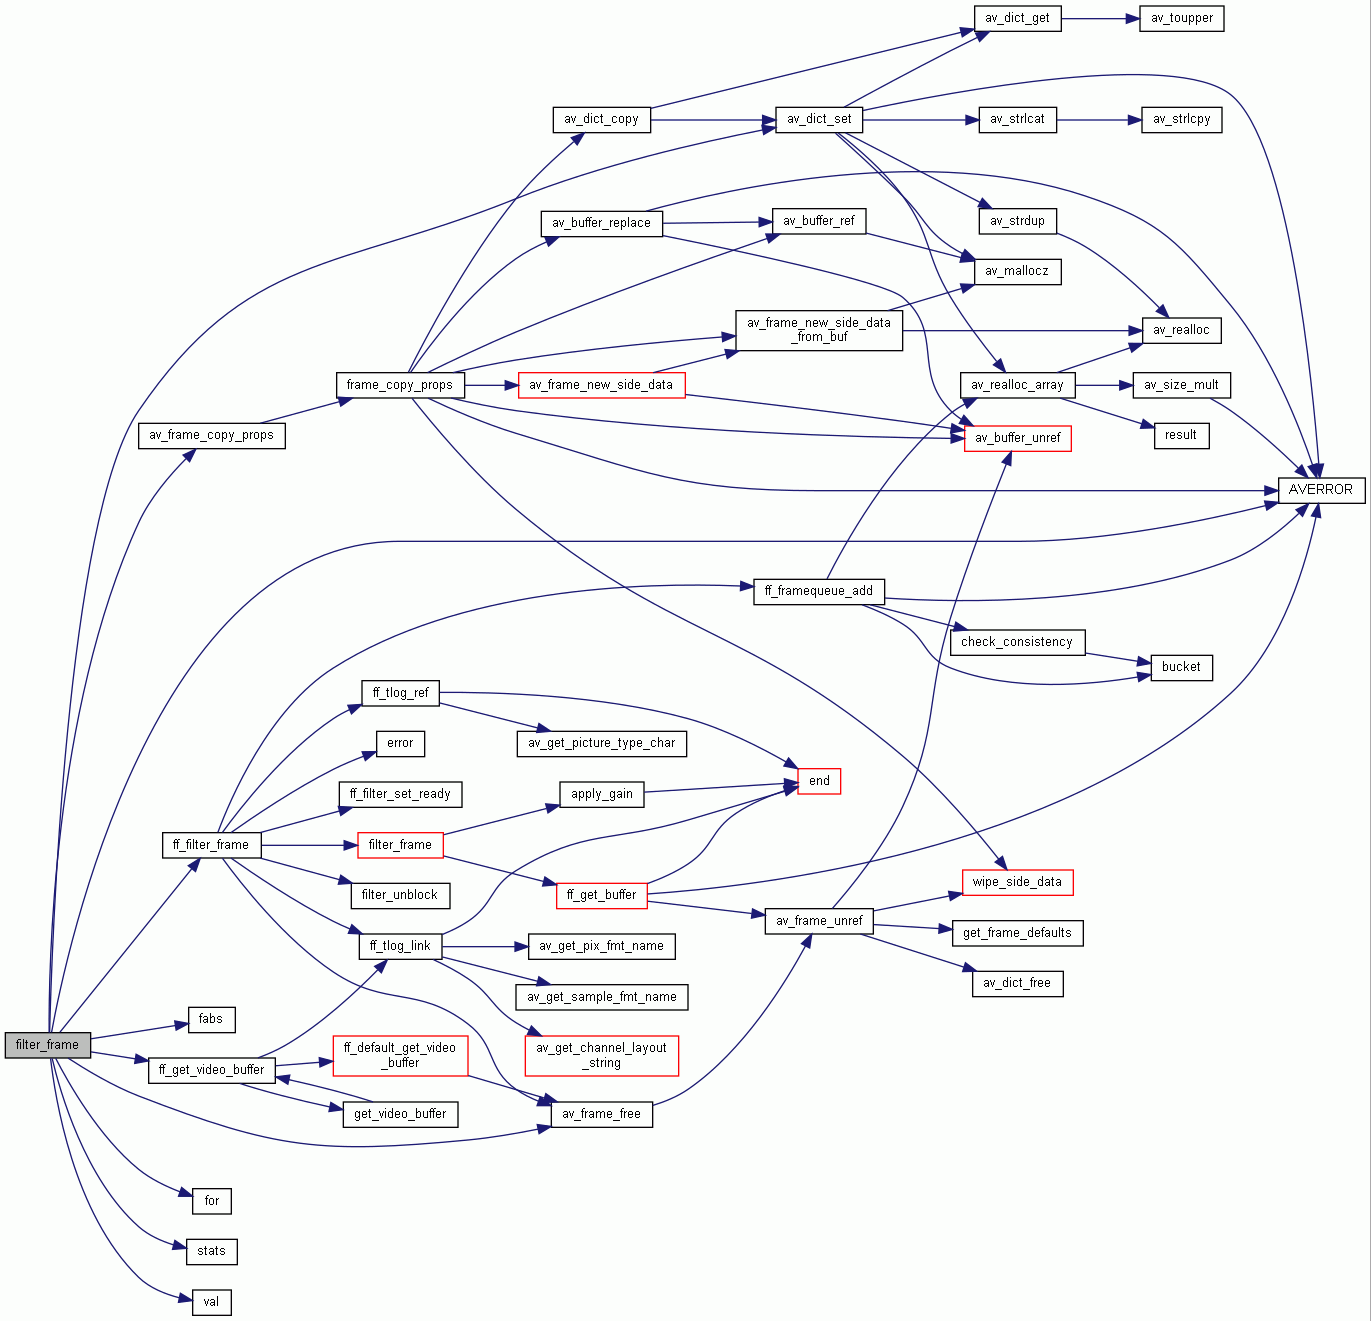 av_dict_get
av_toupper
av_dict_copy
av_dict_set
av_strlcat
av_strlcpy
av_buffer_replace
av_buffer_ref
av_strdup
av_mallocz
av_frame_new_side_data
_from_buf
av_realloc
frame_copy_props
av_frame_new_side_data
av_realloc_array
av_size_mult
av_frame_copy_props
av_buffer_unref
result
AVERROR
ff_framequeue_add
check_consistency
bucket
ff_tlog_ref
error
av_get_picture_type_char
end
ff_filter_set_ready
apply_gain
ff_filter_frame
filter_frame
filter_unblock
ff_get_buffer
wipe_side_data
av_frame_unref
get_frame_defaults
ff_tlog_link
av_get_pix_fmt_name
av_dict_free
av_get_sample_fmt_name
fabs
filter_frame
ff_default_get_video
_buffer
av_get_channel_layout
_string
ff_get_video_buffer
get_video_buffer
av_frame_free
for
stats
val